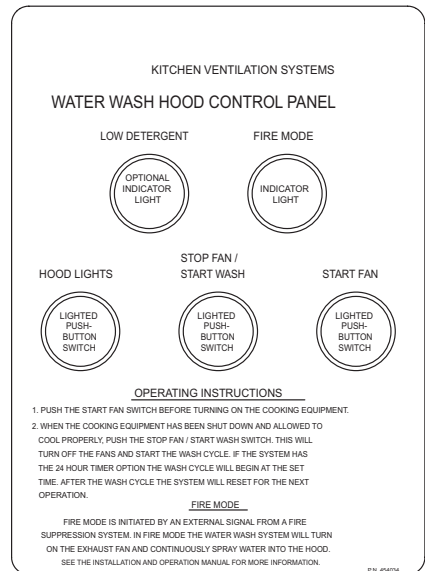 KITCHEN VENTILATION SYSTEMS
WATER WASH HOOD CONTROL PANEL
LOW DETERGENT
FIRE MODE
OPTIONAL
INDICATOR
LIGHT
INDICATOR
LIGHT
HOOD LIGHTS
STOP FAN /
START WASH
START FAN
LIGHTED
PUSH-
BUTTON
SWITCH
LIGHTED
PUSH-
BUTTON
SWITCH
LIGHTED
PUSH-
BUTTON
SWITCH
OPERATING INSTRUCTIONS
1. PUSH THE START FAN SWITCH BEFORE TURNING ON THE COOKING EQUIPMENT.
2. WHEN THE COOKING EQUIPMENT HAS BEEN SHUT DOWN AND ALLOWED TO
COOL PROPERLY, PUSH THE STOP FAN / START WASH SWITCH. THIS WILL
TURN OFF THE FANS AND START THE WASH CYCLE. IF THE SYSTEM HAS
THE 24 HOUR TIMER OPTION THE WASH CYCLE WILL BEGIN AT THE SET
TIME. AFTER THE WASH CYCLE THE SYSTEM WILL RESET FOR THE NEXT
OPERATION.
FIRE MODE
FIRE MODE IS INITIATED BY AN EXTERNAL SIGNAL FROM A FIRE
SUPPRESSION SYSTEM. IN FIRE MODE THE WATER WASH SYSTEM WILL TURN
ON THE EXHAUST FAN AND CONTINUOUSLY SPRAY WATER INTO THE HOOD.
SEE THE INSTALLATION AND OPERATION MANUAL FOR MORE INFORMATION.